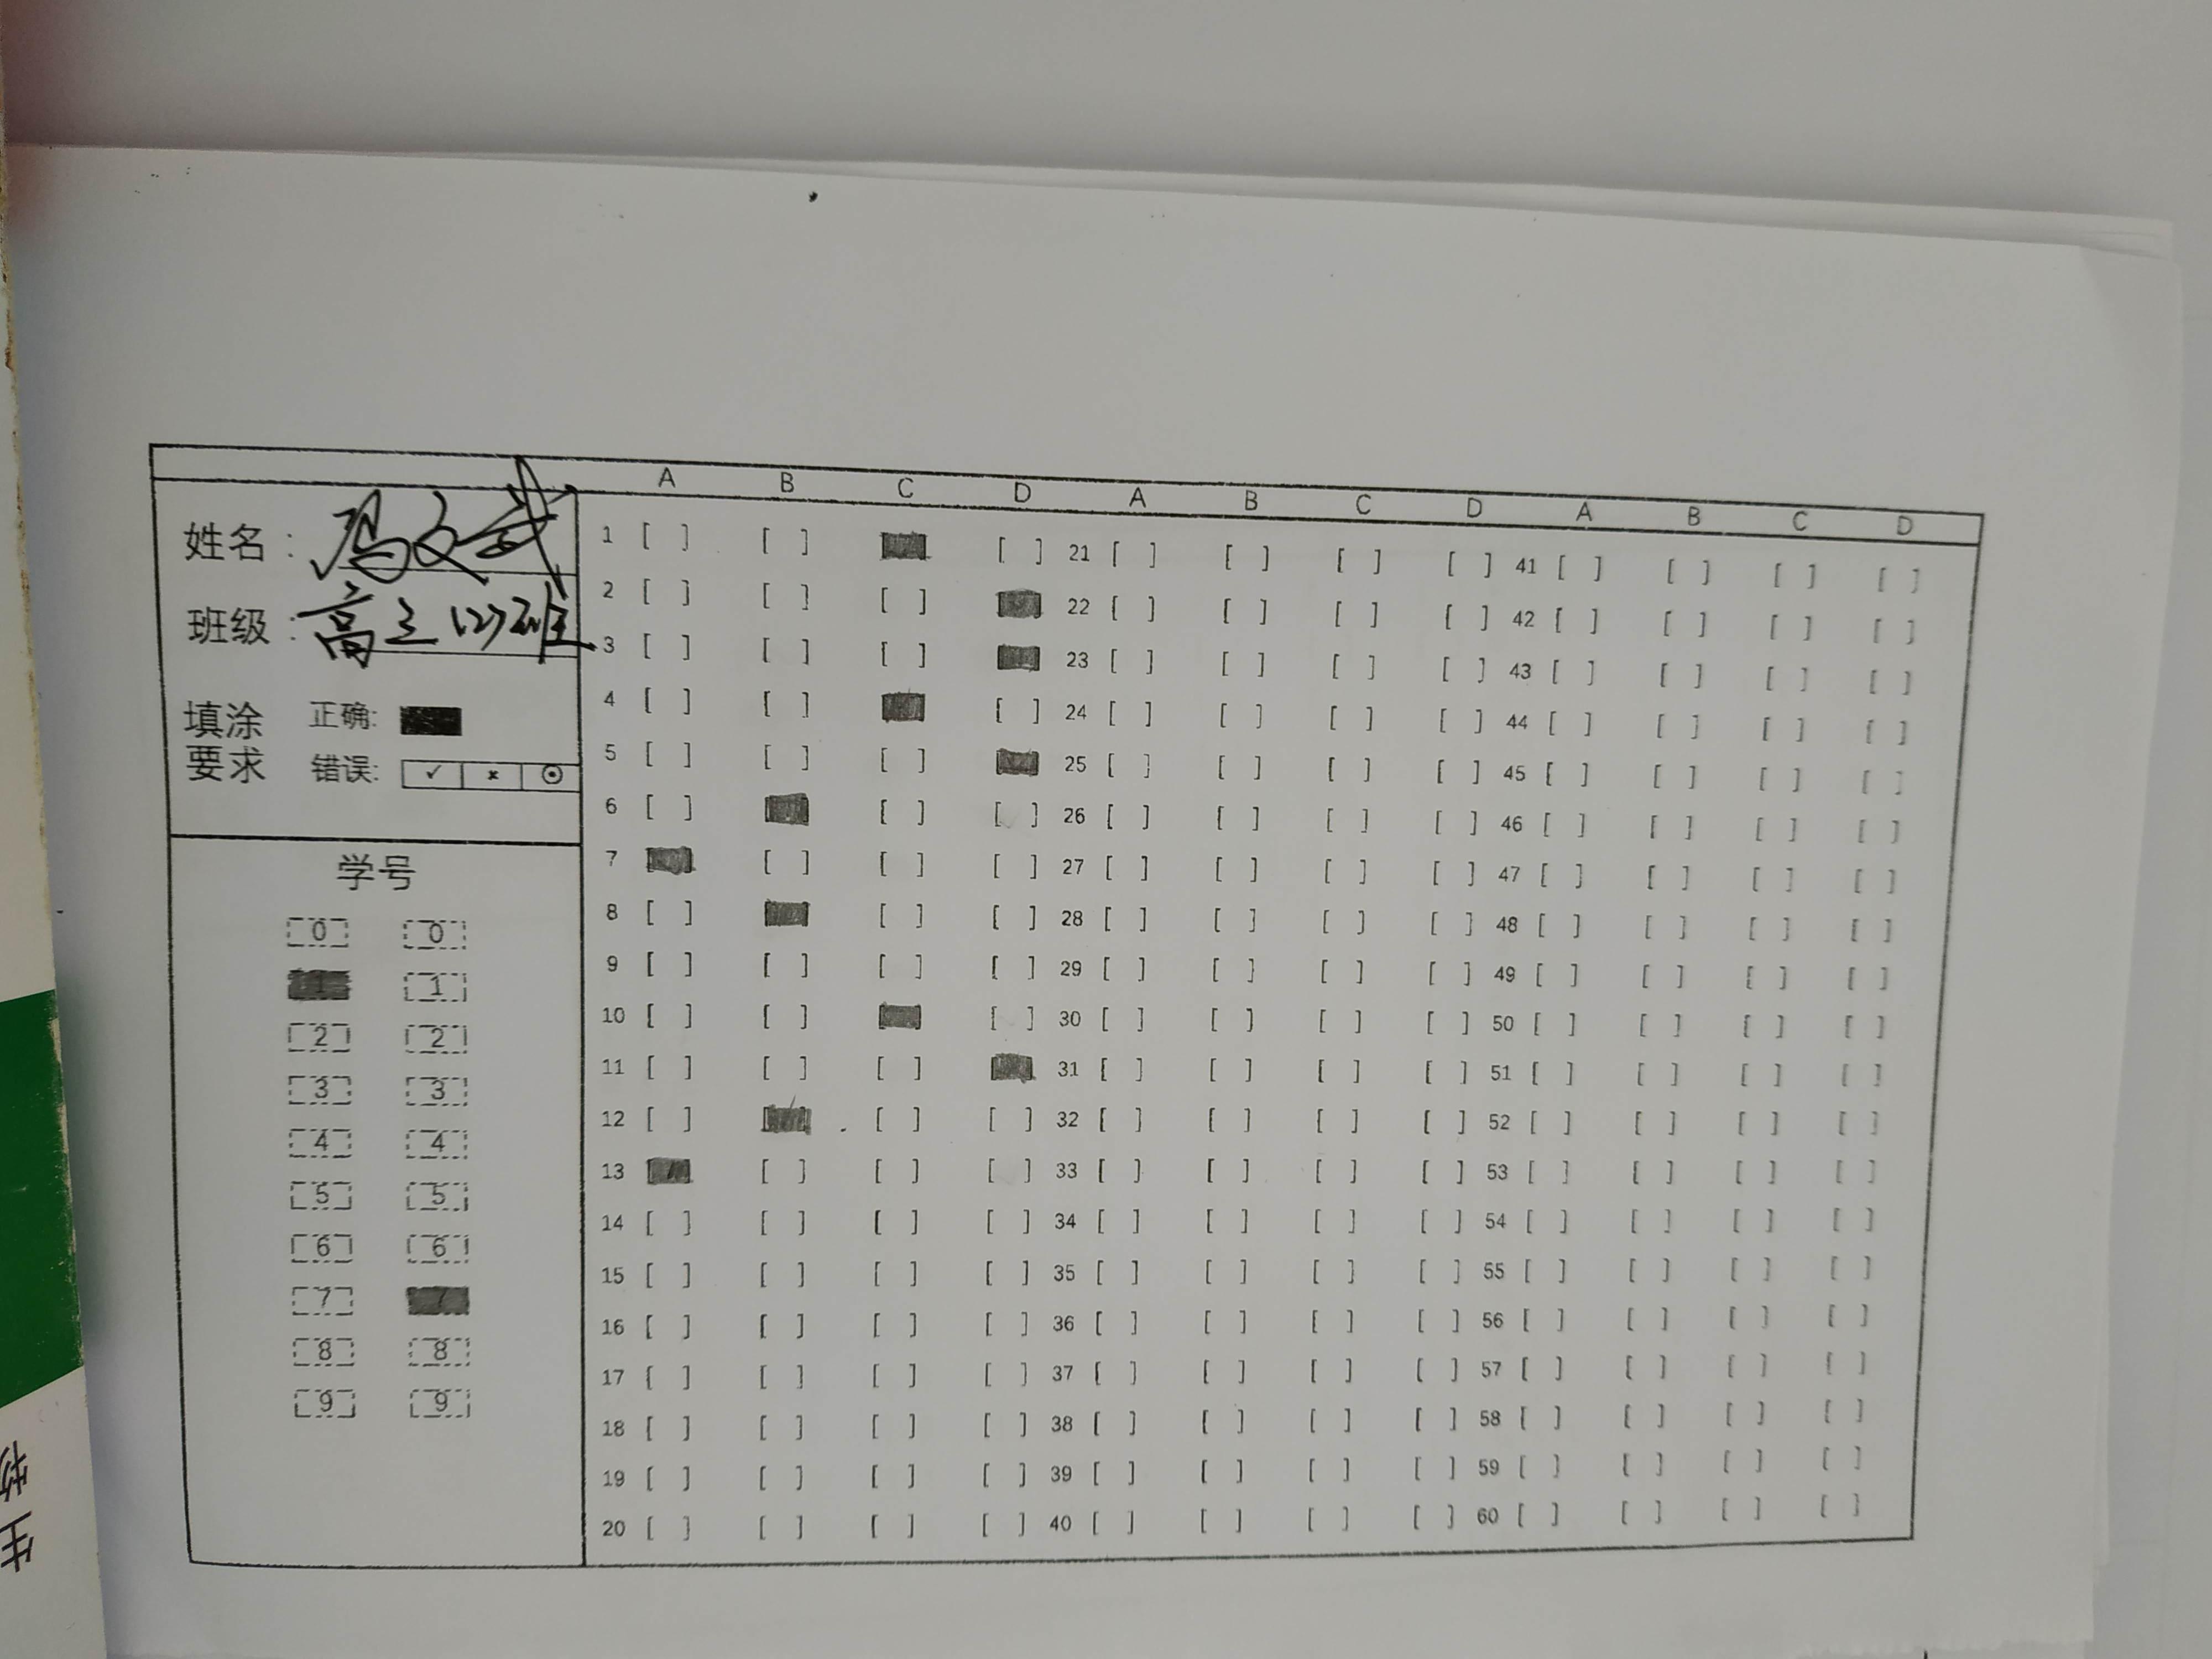 A B C D A B C D A B C D
姓名: 冯文武
班级: 高三(2)班
填涂要求 正确:
错误: ✓ × ⊙
学号
0 0
1 1
2 2
3 3
4 4
5 5
6 6
7 7
8 8
9 9
1 [ ] [ ] [ ] 21 [ ] [ ] [ ] [ ] 41 [ ] [ ] [ ] [ ]
2 [ ] [ ] [ ] 22 [ ] [ ] [ ] [ ] 42 [ ] [ ] [ ] [ ]
3 [ ] [ ] [ ] 23 [ ] [ ] [ ] [ ] 43 [ ] [ ] [ ] [ ]
4 [ ] [ ] [ ] 24 [ ] [ ] [ ] [ ] 44 [ ] [ ] [ ] [ ]
5 [ ] [ ] [ ] 25 [ ] [ ] [ ] [ ] 45 [ ] [ ] [ ] [ ]
6 [ ] [ ] [ ] 26 [ ] [ ] [ ] [ ] 46 [ ] [ ] [ ] [ ]
7 [ ] [ ] [ ] 27 [ ] [ ] [ ] [ ] 47 [ ] [ ] [ ] [ ]
8 [ ] [ ] [ ] 28 [ ] [ ] [ ] [ ] 48 [ ] [ ] [ ] [ ]
9 [ ] [ ] [ ] [ ] 29 [ ] [ ] [ ] [ ] 49 [ ] [ ] [ ] [ ]
10 [ ] [ ] [ ] 30 [ ] [ ] [ ] [ ] 50 [ ] [ ] [ ] [ ]
11 [ ] [ ] [ ] 31 [ ] [ ] [ ] [ ] 51 [ ] [ ] [ ] [ ]
12 [ ] [ ] [ ] 32 [ ] [ ] [ ] [ ] 52 [ ] [ ] [ ] [ ]
13 [ ] [ ] [ ] 33 [ ] [ ] [ ] [ ] 53 [ ] [ ] [ ] [ ]
14 [ ] [ ] [ ] [ ] 34 [ ] [ ] [ ] [ ] 54 [ ] [ ] [ ] [ ]
15 [ ] [ ] [ ] [ ] 35 [ ] [ ] [ ] [ ] 55 [ ] [ ] [ ] [ ]
16 [ ] [ ] [ ] [ ] 36 [ ] [ ] [ ] [ ] 56 [ ] [ ] [ ] [ ]
17 [ ] [ ] [ ] [ ] 37 [ ] [ ] [ ] [ ] 57 [ ] [ ] [ ] [ ]
18 [ ] [ ] [ ] [ ] 38 [ ] [ ] [ ] [ ] 58 [ ] [ ] [ ] [ ]
19 [ ] [ ] [ ] [ ] 39 [ ] [ ] [ ] [ ] 59 [ ] [ ] [ ] [ ]
20 [ ] [ ] [ ] [ ] 40 [ ] [ ] [ ] [ ] 60 [ ] [ ] [ ] [ ]